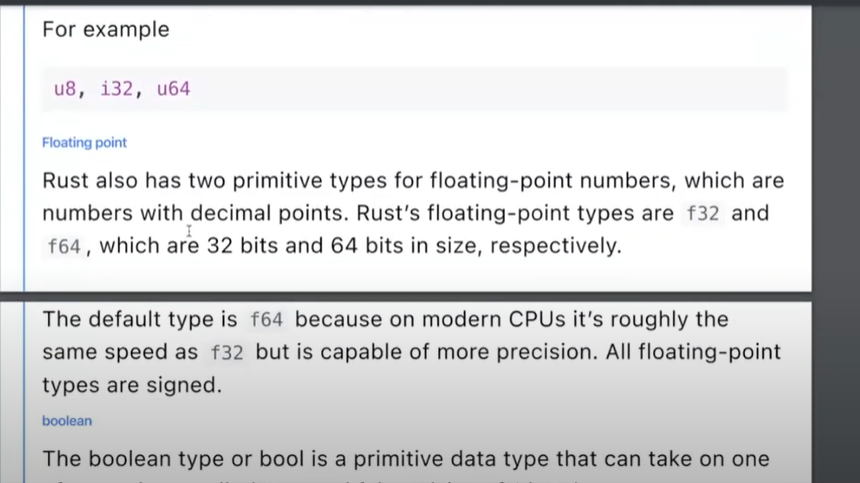 For example
u8, i32, u64
Floating point
Rust also has two primitive types for floating-point numbers, which are
numbers with decimal points. Rust's floating-point types are f32 and
f64, which are 32 bits and 64 bits in size, respectively.
The default type is f64 because on modern CPUs it's roughly the
same speed as f32 but is capable of more precision. All floating-point
types are signed.
boolean
The boolean type or bool is a primitive data type that can take on one